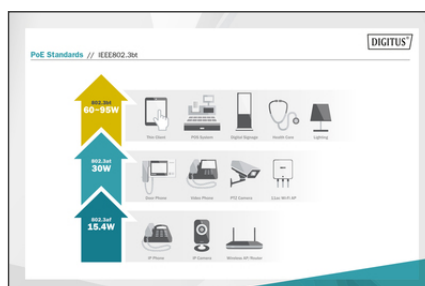 DIGITUS®
PoE Standards // IEEE802.3bt
802.3bt
60~95W
Thin Client
POS-System
Digital Signage
Health Care
Lighting
802.3at
30W
Door Phone
Video Phone
PTZ Camera
11ac Wi-Fi AP
802.3af
15.4W
IP Phone
IP Camera
Wireless AP/Router